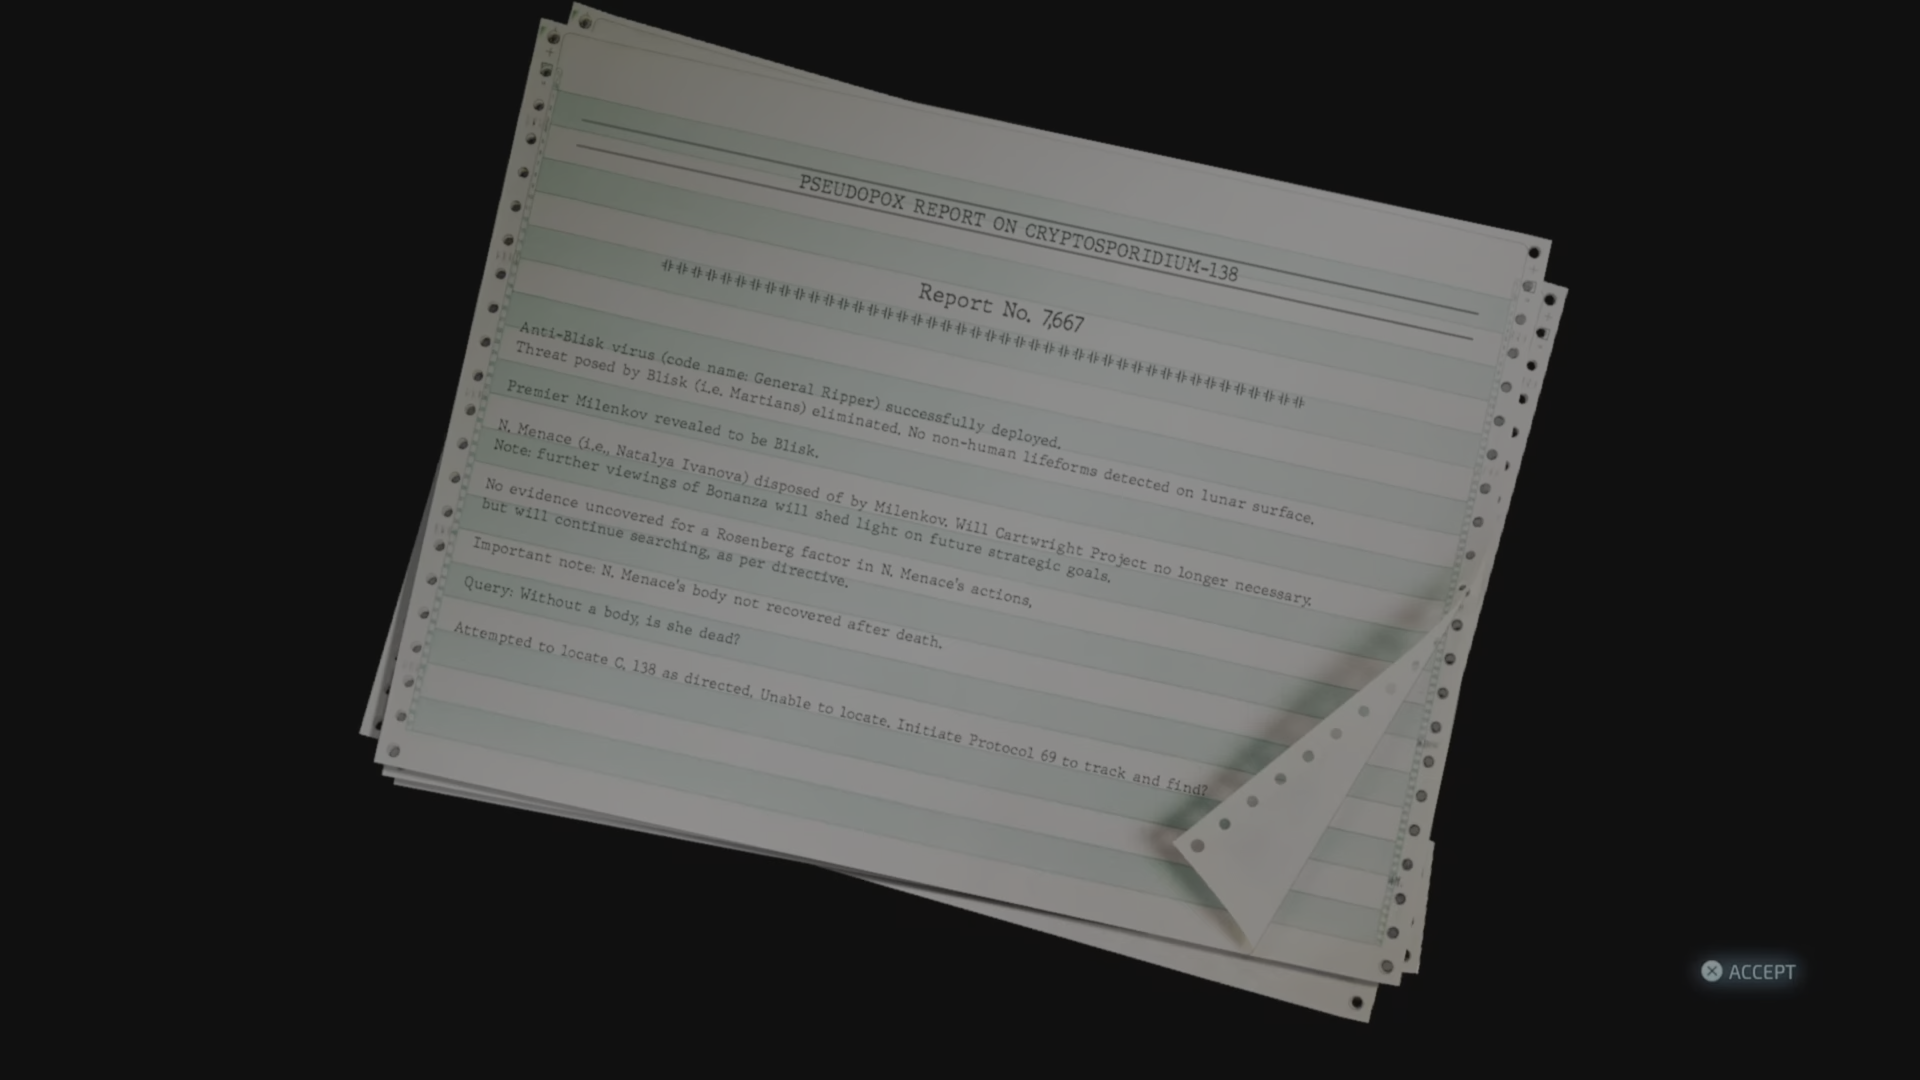 PSEUDOPOX REPORT ON CRYPTOSPORIDIUM-138
Report No. 7,667
############################################
Anti-Blisk virus (code name: General Ripper) successfully deployed.
Threat posed by Blisk (i.e. Martians) eliminated. No non-human lifeforms detected on lunar surface.
Premier Milenkov revealed to be Blisk.
N. Menace (i.e., Natalya Ivanova) disposed of by Milenkov. Will Cartwright Project no longer necessary.
Note: further viewings of Bonanza will shed light on future strategic goals.
No evidence uncovered for a Rosenberg factor in N. Menace's actions,
but will continue searching, as per directive.
Important note: N. Menace's body not recovered after death.
Query: Without a body, is she dead?
Attempted to locate C. 138 as directed. Unable to locate. Initiate Protocol 69 to track and find?
ACCEPT